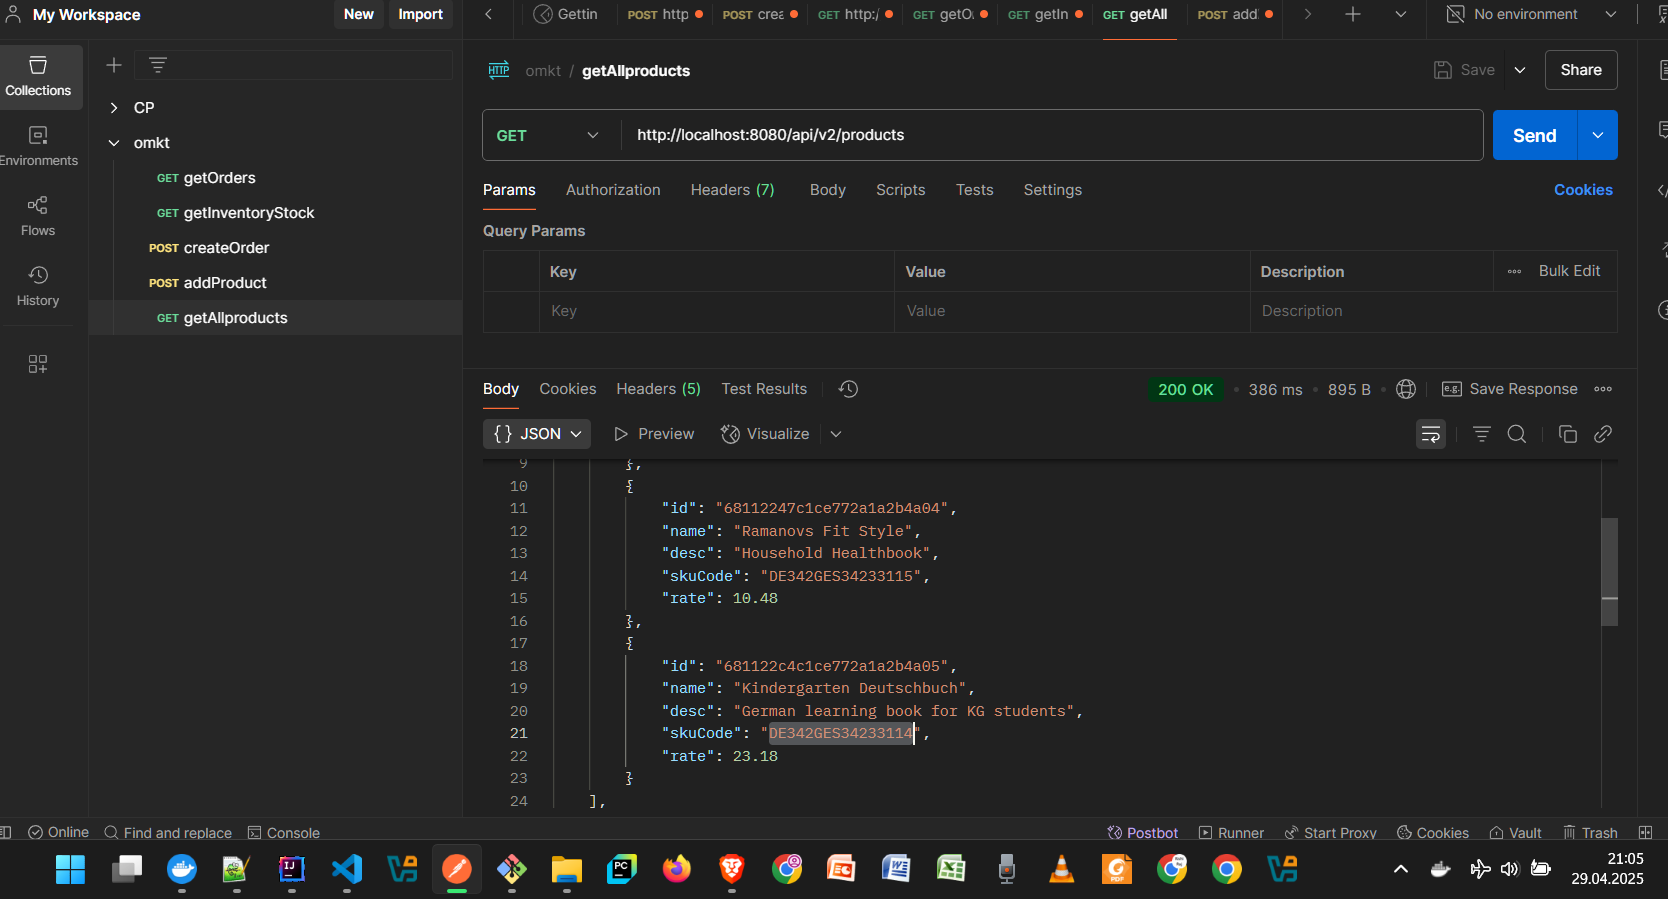 My Workspace
New
Import
Gettin
POST http
POST crea
GET http:/
GET getO
GET getIn
GET getAll
POST add
No environment
Collections
Environments
Flows
History
CP
omkt
GET getOrders
GET getInventoryStock
POST createOrder
POST addProduct
GET getAllproducts
HTTP omkt / getAllproducts
Save
Share
GET http://localhost:8080/api/v2/products
Send
Params Authorization Headers (7) Body Scripts Tests Settings Cookies
Query Params
Key Value Description Bulk Edit
Key Value Description
Body Cookies Headers (5) Test Results
200 OK • 386 ms • 895 B • e.g. Save Response
{} JSON Preview Visualize
9 },
10 {
11 "id": "68112247c1ce772a1a2b4a04",
12 "name": "Ramanovs Fit Style",
13 "desc": "Household Healthbook",
14 "skuCode": "DE342GES34233115",
15 "rate": 10.48
16 },
17 {
18 "id": "681122c4c1ce772a1a2b4a05",
19 "name": "Kindergarten Deutschbuch",
20 "desc": "German learning book for KG students",
21 "skuCode": "DE342GES34233114",
22 "rate": 23.18
23 }
24 ],
Online Find and replace Console
Postbot Runner Start Proxy Cookies Vault Trash
21:05
29.04.2025